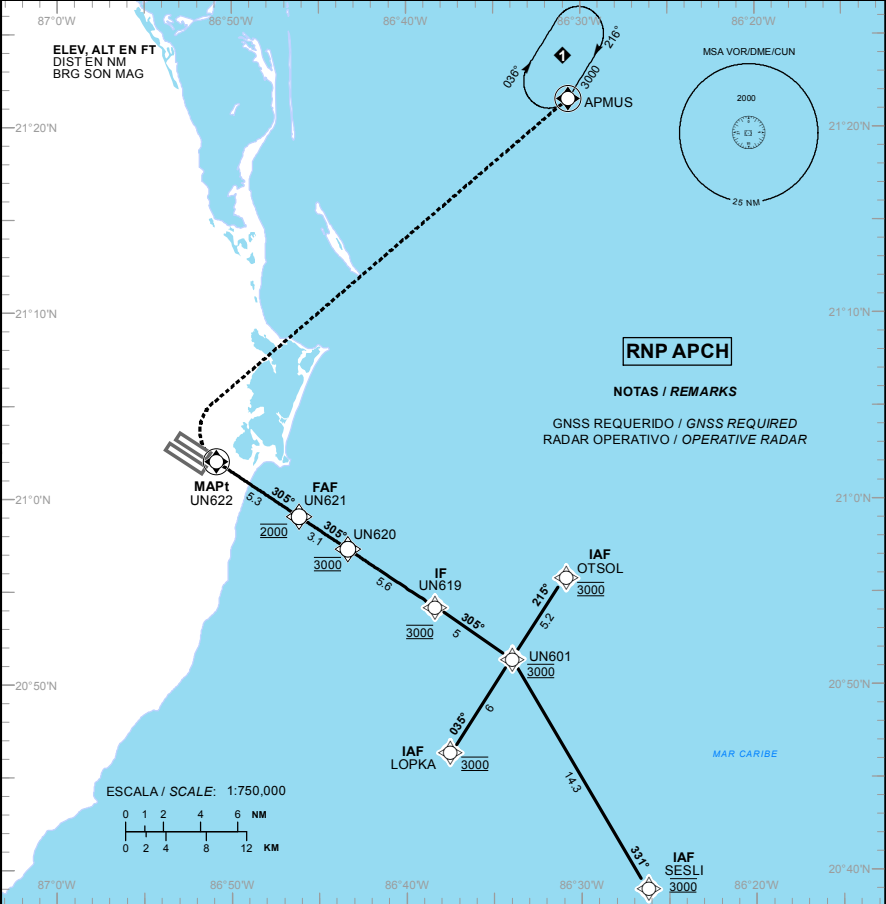 87°0'W
86°50'W
86°40'W
86°30'W
86°20'W
ELEV, ALT EN FT
DIST EN NM
BRG SON MAG
036°
1
216°
3000
APMUS
MSA VOR/DME/CUN
2000
25 NM
21°20'N
21°20'N
21°10'N
21°10'N
RNP APCH
NOTAS / REMARKS
GNSS REQUERIDO / GNSS REQUIRED
RADAR OPERATIVO / OPERATIVE RADAR
MAPt
UN622
5.3
305°
FAF
UN621
2000
21°0'N
21°0'N
3.1
305°
UN620
3000
5.6
IF
UN619
3000
305°
5
IAF
OTSOL
3000
215°
5.2
UN601
3000
20°50'N
20°50'N
035°
6
IAF
LOPKA
3000
14.3
MAR CARIBE
331°
IAF
SESLI
3000
20°40'N
ESCALA / SCALE: 1:750,000
0 1 2 4 6 NM
0 2 4 8 12 KM
87°0'W
86°50'W
86°40'W
86°30'W
86°20'W